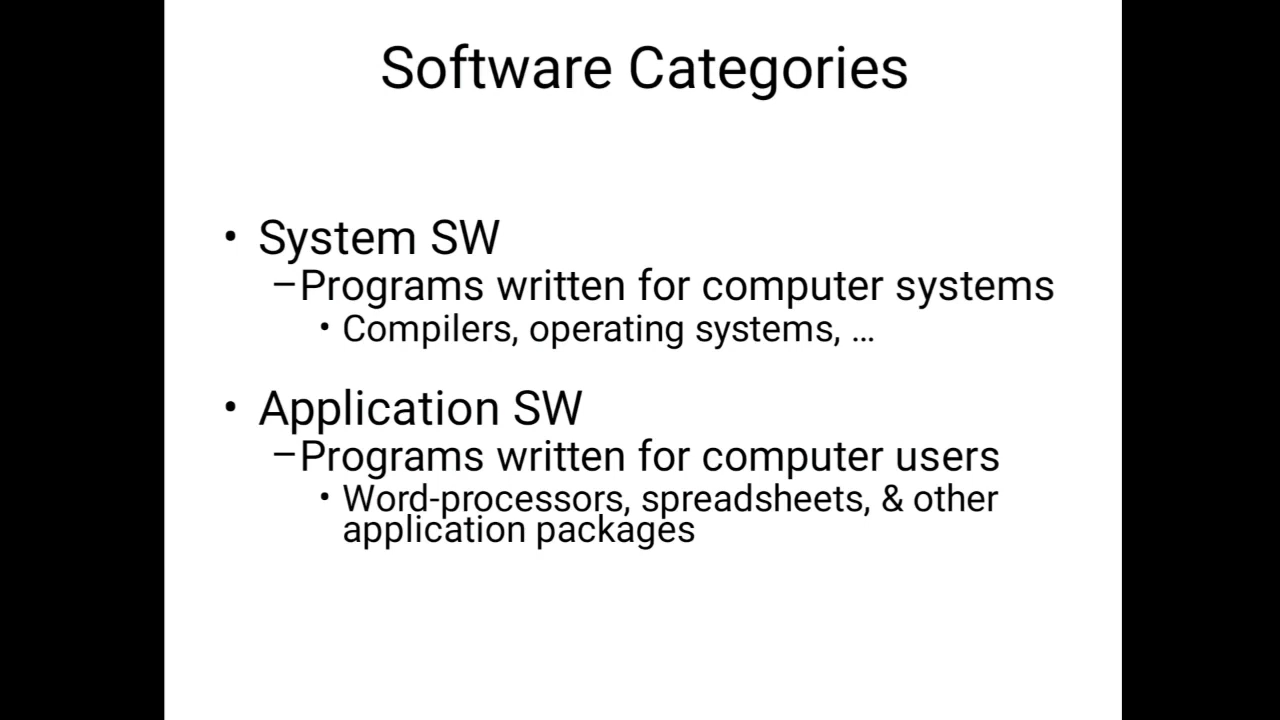 Software Categories
• System SW
–Programs written for computer systems
• Compilers, operating systems, ...
• Application SW
–Programs written for computer users
• Word-processors, spreadsheets, & other
application packages